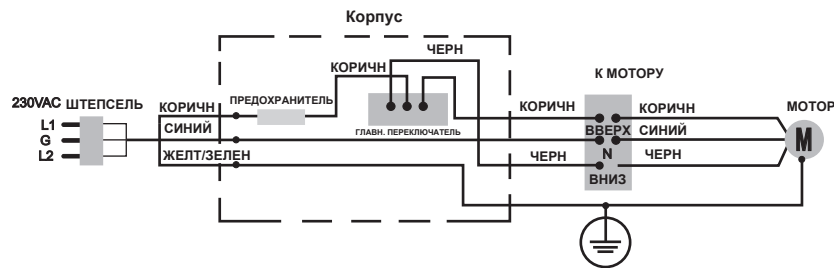 Корпус
ЧЕРН
КОРИЧН
К МОТОРУ
230VAC ШТЕПСЕЛЬ
КОРИЧН
ПРЕДОХРАНИТЕЛЬ
КОРИЧН
КОРИЧН
МОТОР
L1
СИНИЙ
ГЛАВН. ПЕРЕКЛЮЧАТЕЛЬ
ВВЕРХ
СИНИЙ
G
M
L2
ЖЕЛТ/ЗЕЛЕН
ЧЕРН
N
ЧЕРН
ВНИЗ